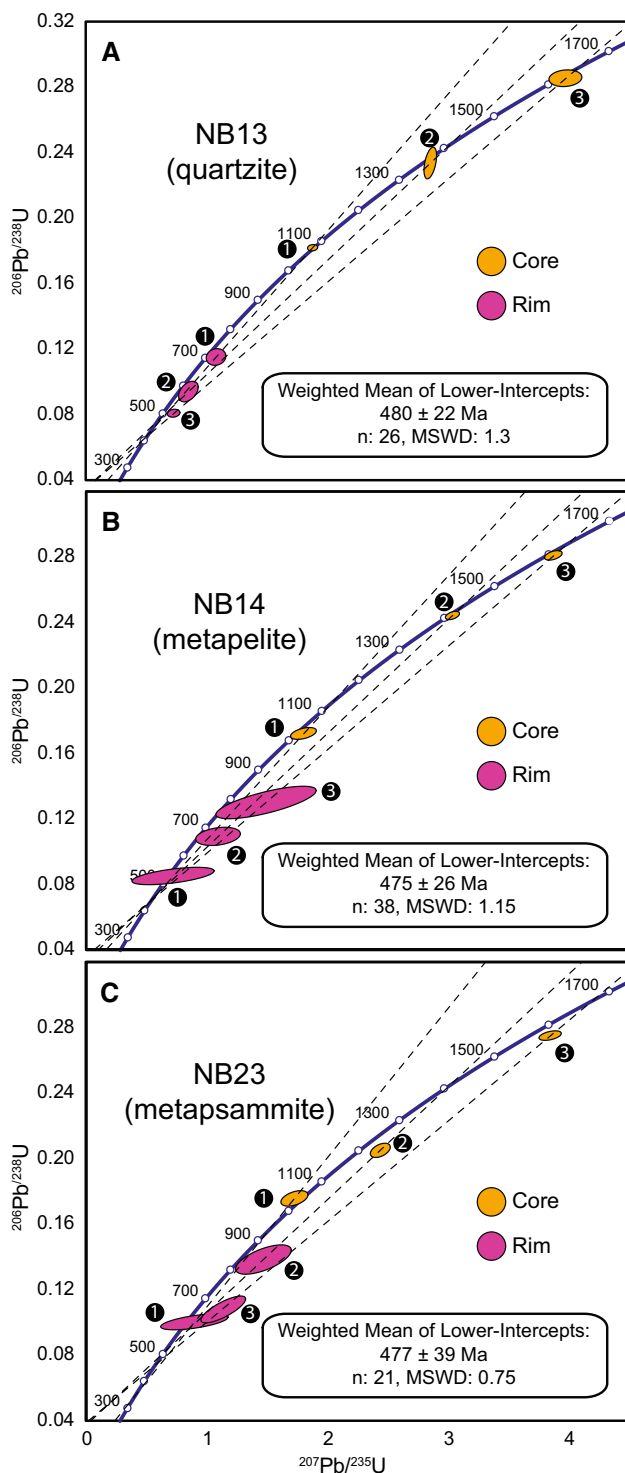 0.32
A
1700
0.28
3
1500
2
NB13
(quartzite)
0.24
1300
206Pb/238U
0.20
1100
1
Core
0.16
900
Rim
1
0.12
700
2
Weighted Mean of Lower-Intercepts:
480 ± 22 Ma
n: 26, MSWD: 1.3
0.08
500
3
300
0.04
B
1700
0.28
3
1500
2
NB14
(metapelite)
0.24
1300
206Pb/238U
0.20
1100
1
Core
0.16
900
Rim
3
0.12
700
2
Weighted Mean of Lower-Intercepts:
475 ± 26 Ma
n: 38, MSWD: 1.15
0.08
500
1
300
0.04
C
1700
0.28
3
1500
NB23
(metapsammite)
0.24
1300
206Pb/238U
0.20
2
1100
1
Core
0.16
900
Rim
2
0.12
700
1
3
Weighted Mean of Lower-Intercepts:
477 ± 39 Ma
n: 21, MSWD: 0.75
0.08
500
300
0.04
0 1 2 3 4
207Pb/235U